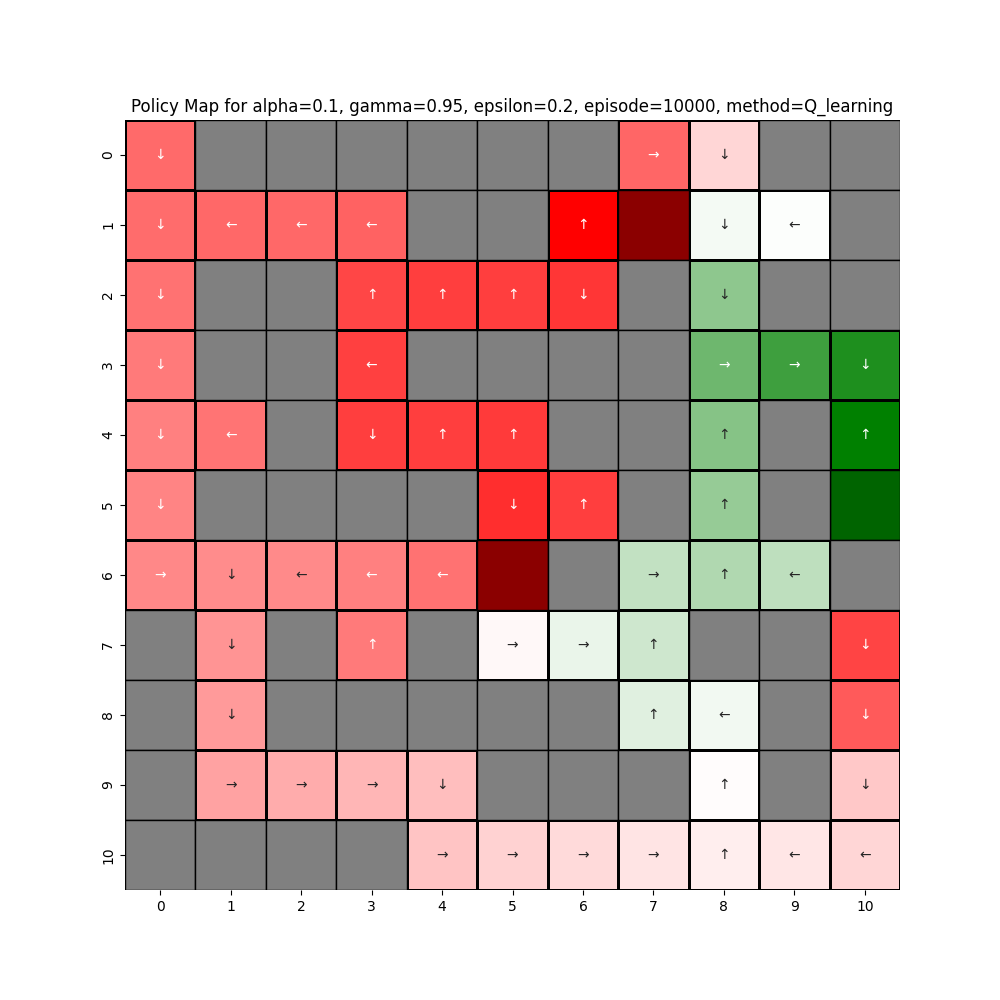 Policy Map for alpha=0.1, gamma=0.95, epsilon=0.2, episode=10000, method=Q_learning
0 ↓ → ↓
1 ↓ ← ← ← ↑ ↓ ←
2 ↓ ↑ ↑ ↑ ↓ ↓
3 ↓ ← → → ↓
4 ↓ ← ↓ ↑ ↑ ↑ ↑
5 ↓ ↓ ↑ ↑
6 → ↓ ← ← ← → ↑ ←
7 ↓ ↑ → → ↑ ↓
8 ↓ ↑ ← ↓
9 → → → ↓ ↑ ↓
10 → → → → ↑ ← ←
0 1 2 3 4 5 6 7 8 9 10